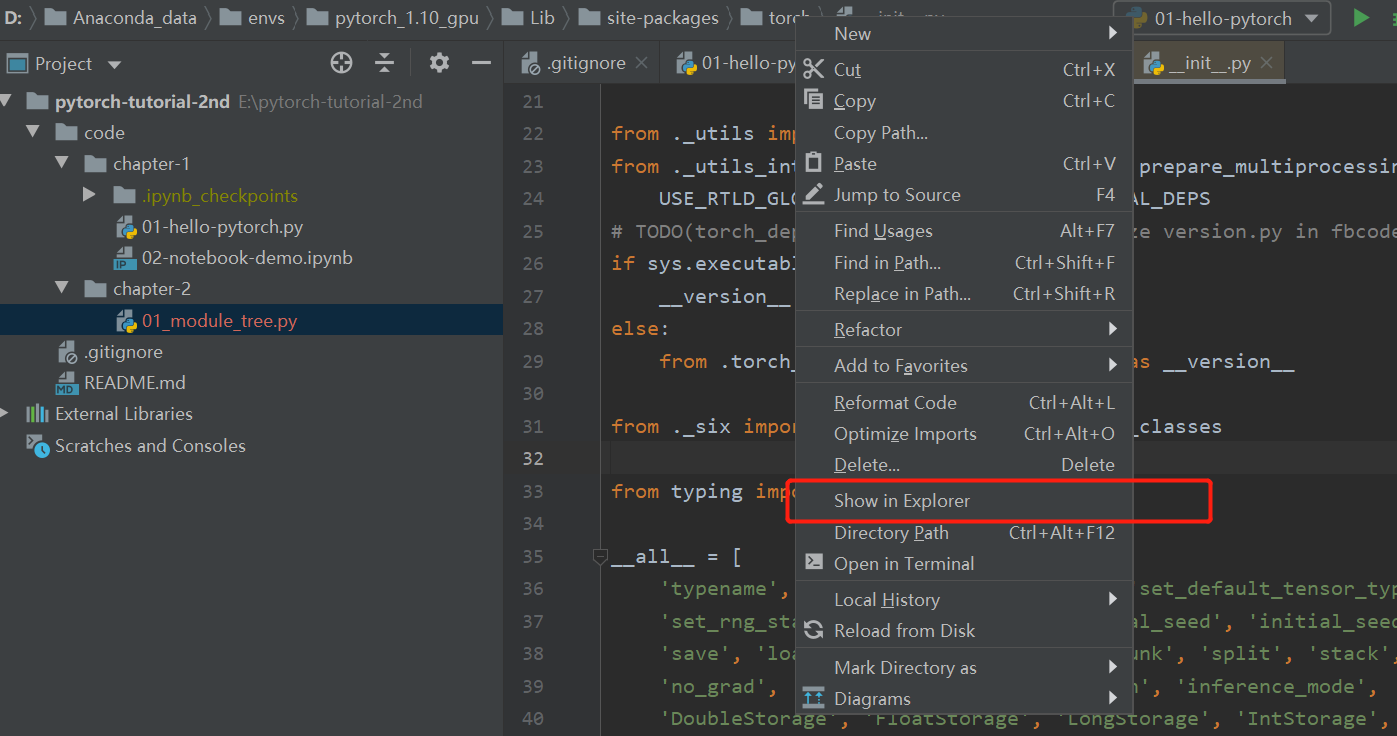 D: Anaconda_data envs pytorch_1.10_gpu Lib site-packages torch 01-hello-pytorch
Project
.gitignore 01-hello-py __init__.py
pytorch-tutorial-2nd E:\pytorch-tutorial-2nd
code
chapter-1
.ipynb_checkpoints
01-hello-pytorch.py
02-notebook-demo.ipynb
chapter-2
01_module_tree.py
.gitignore
README.md
External Libraries
Scratches and Consoles
21
22 from ._utils imp
23 from ._utils_int prepare_multiprocessing
24 USE_RTLD_GLO AL_DEPS
25 # TODO(torch_dep ze version.py in fbcode
26 if sys.executabl
27 __version__
28 else:
29 from .torch_ as __version__
30
31 from ._six impor _classes
32
33 from typing impo
34
35 __all__ = [
36 'typename', set_default_tensor_typ
37 'set_rng_sta al_seed', 'initial_seed
38 'save', 'loa unk', 'split', 'stack',
39 'no_grad', n', 'inference_mode',
40 'DoubleStorage', 'FloatStorage', 'LongStorage', 'IntStorage',
New
Cut Ctrl+X
Copy Ctrl+C
Copy Path...
Paste Ctrl+V
Jump to Source F4
Find Usages Alt+F7
Find in Path... Ctrl+Shift+F
Replace in Path... Ctrl+Shift+R
Refactor
Add to Favorites
Reformat Code Ctrl+Alt+L
Optimize Imports Ctrl+Alt+O
Delete... Delete
Show in Explorer
Directory Path Ctrl+Alt+F12
Open in Terminal
Local History
Reload from Disk
Mark Directory as
Diagrams